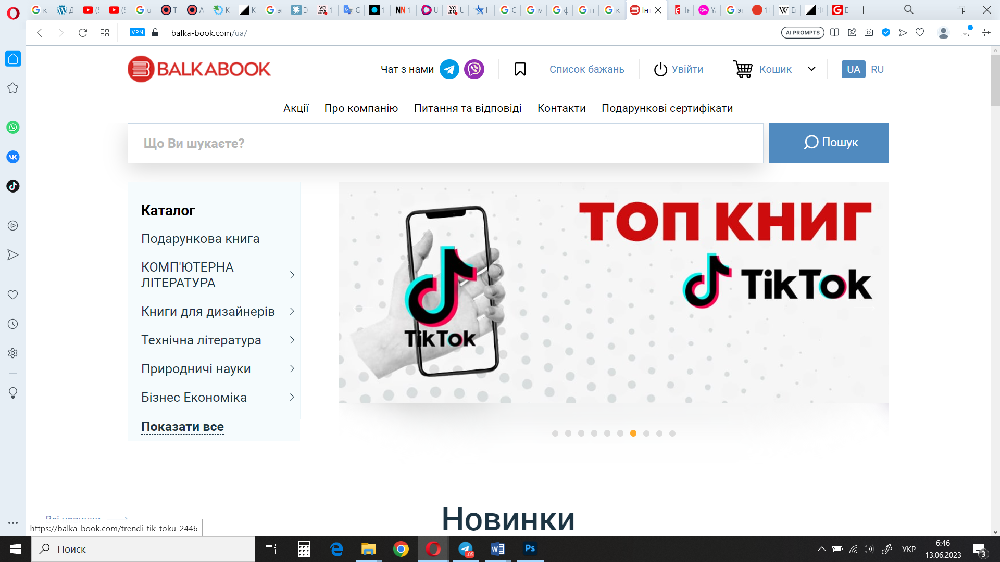 VPN
balka-book.com/ua/
AI PROMPTS
BALKABOOK
Чат з нами
Список бажань
Увійти
Кошик
UA RU
Акції Про компанію Питання та відповіді Контакти Подарункові сертифікати
Що Ви шукаєте?
Пошук
Каталог
Подарункова книга
КОМП'ЮТЕРНА
ЛІТЕРАТУРА
Книги для дизайнерів
Технічна література
Природничі науки
Бізнес Економіка
Показати все
ТОП КНИГ
TikTok
TikTok
Новинки
Всі новинки
https://balka-book.com/trendi_tik_toku-2446
Поиск
УКР
6:46
13.06.2023
3